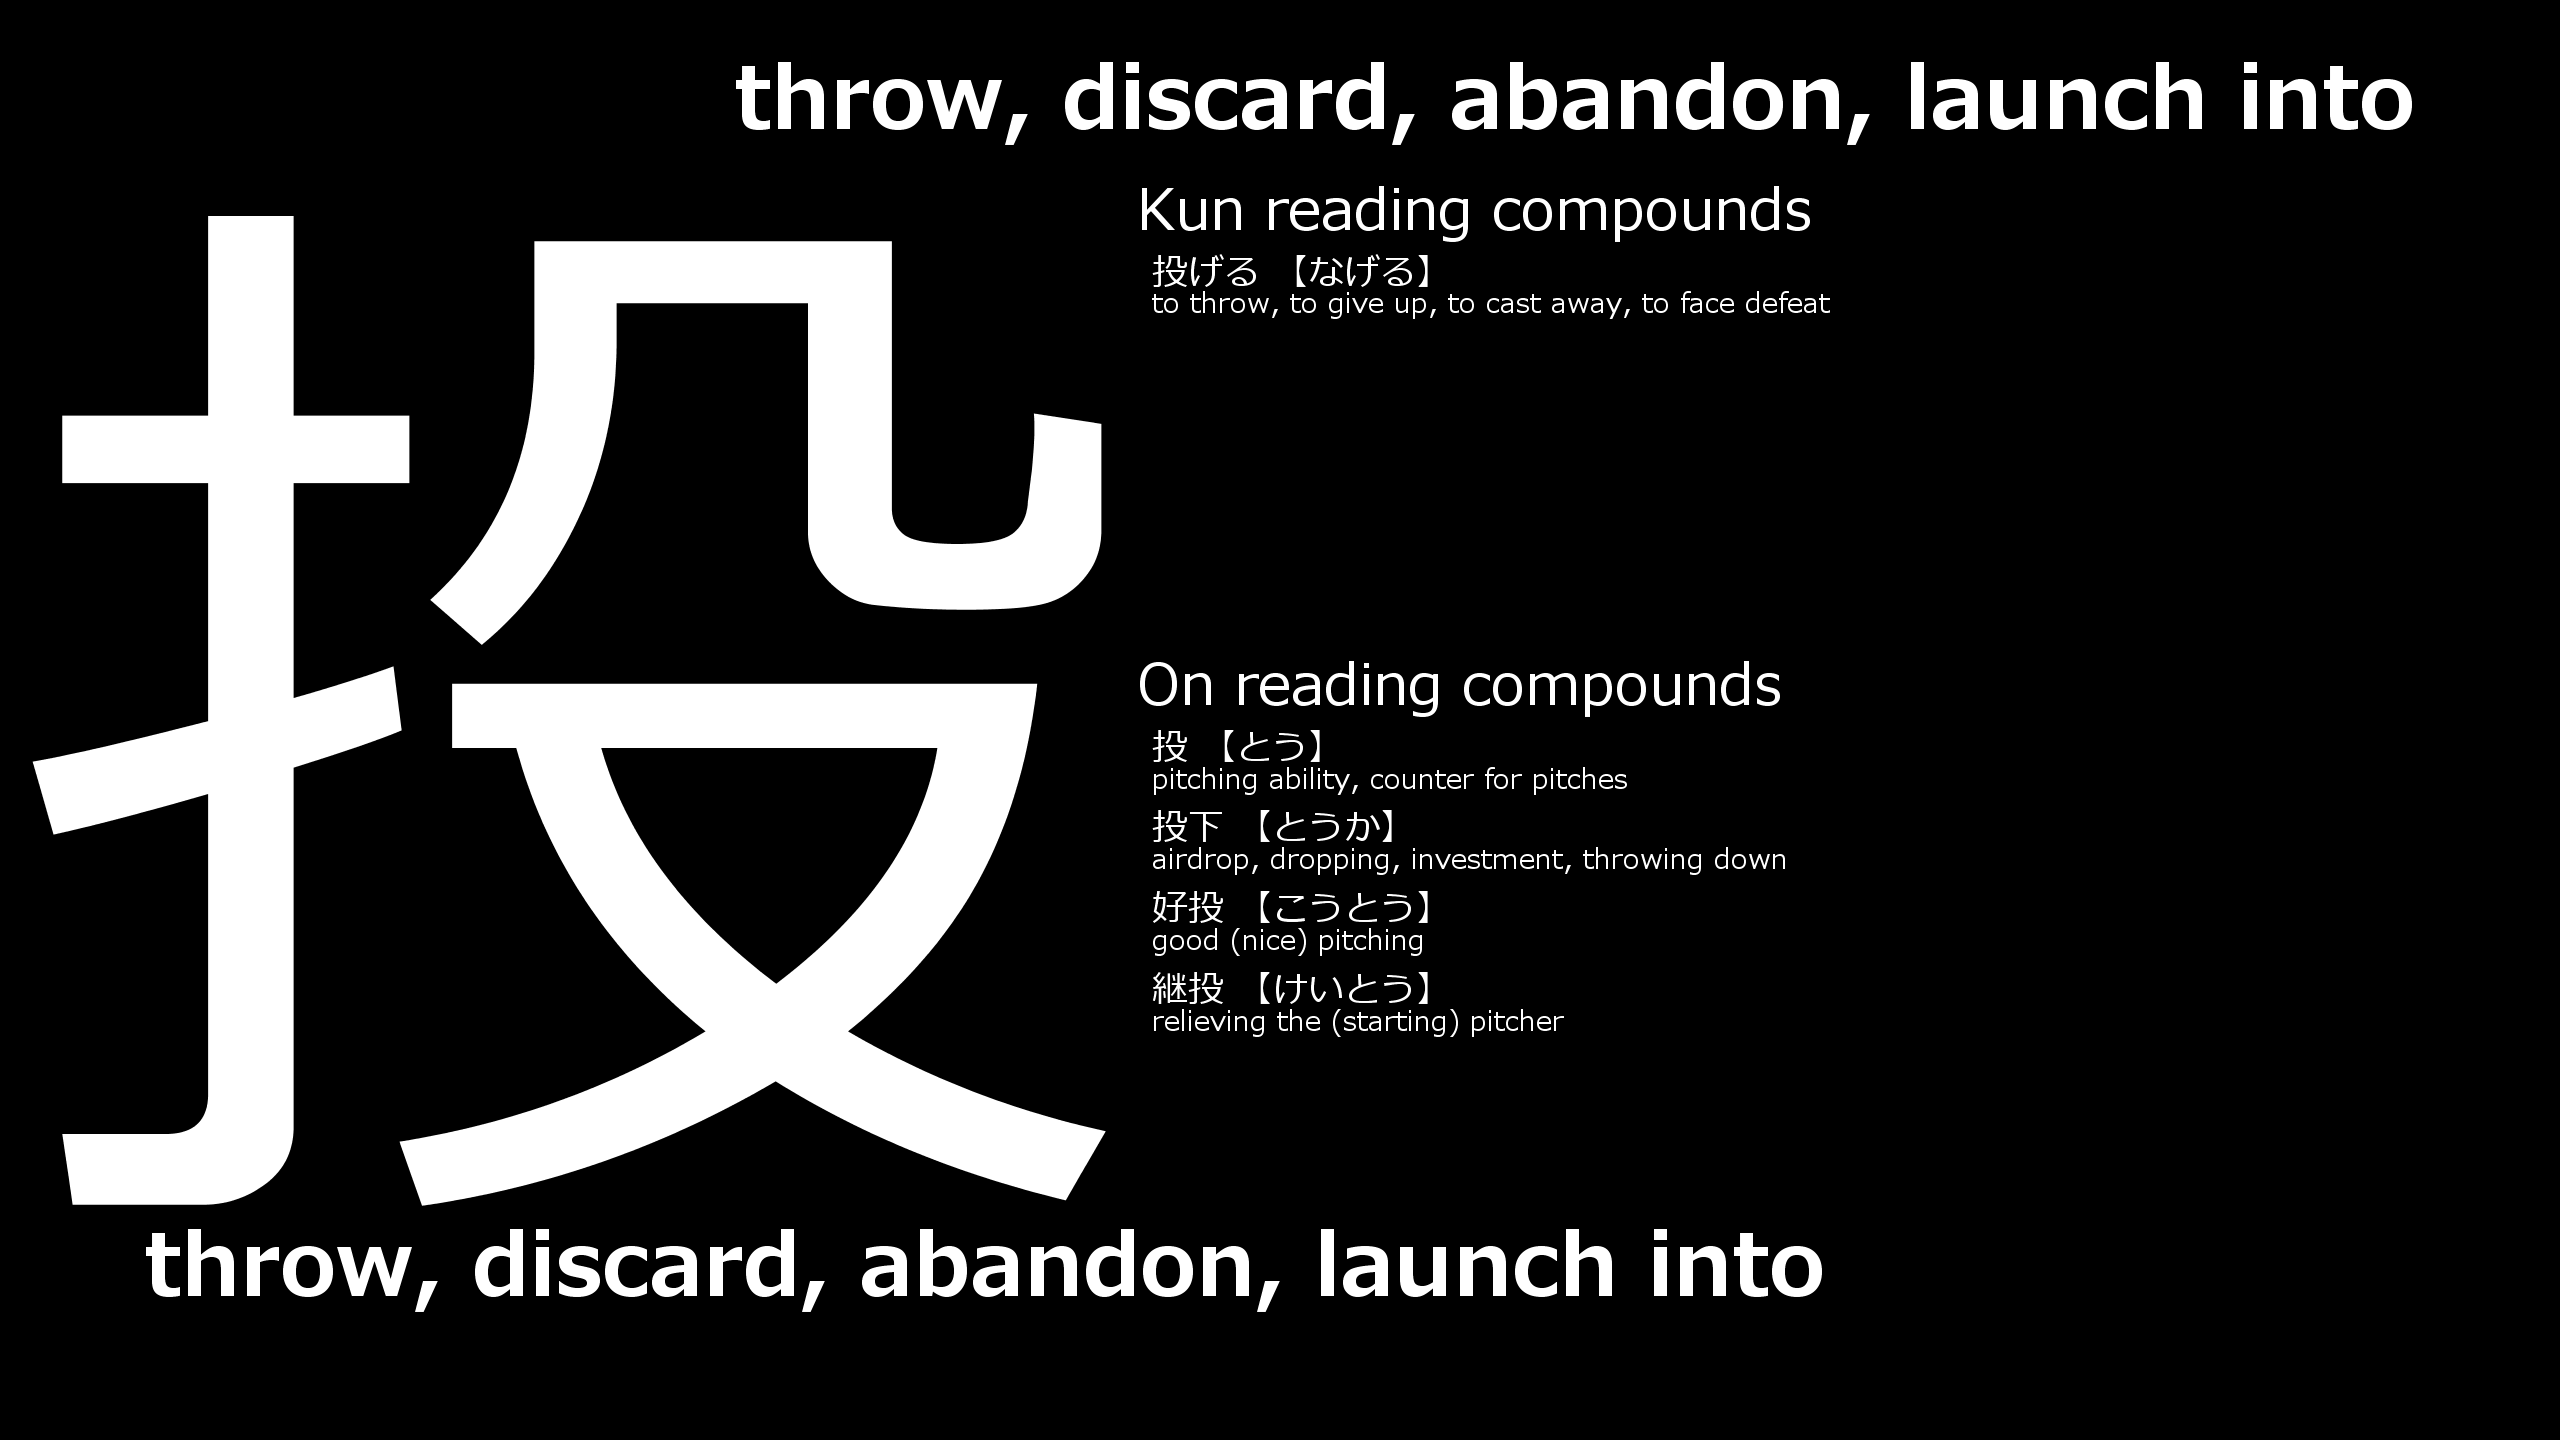 throw, discard, abandon, launch into
投
Kun reading compounds
投げる 【なげる】
to throw, to give up, to cast away, to face defeat
On reading compounds
投 【とう】
pitching ability, counter for pitches
投下 【とうか】
airdrop, dropping, investment, throwing down
好投 【こうとう】
good (nice) pitching
継投 【けいとう】
relieving the (starting) pitcher
throw, discard, abandon, launch into